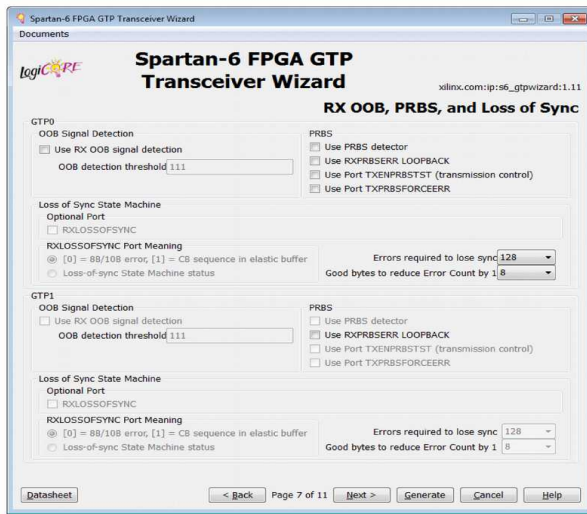 Spartan-6 FPGA GTP Transceiver Wizard
Documents
LogiCORE
Spartan-6 FPGA GTP
Transceiver Wizard
xilinx.com:ip:s6_gtpwizard:1.11
RX OOB, PRBS, and Loss of Sync
GTP0
OOB Signal Detection
Use RX OOB signal detection
OOB detection threshold 111
PRBS
Use PRBS detector
Use RXPRBSERR LOOPBACK
Use Port TXENPRBSTST (transmission control)
Use Port TXPRBSFORCEERR
Loss of Sync State Machine
Optional Port
RXLOSSOFSYNC
RXLOSSOFSYNC Port Meaning
[0] = 8B/10B error, [1] = CB sequence in elastic buffer
Loss-of-sync State Machine status
Errors required to lose sync 128
Good bytes to reduce Error Count by 1 8
GTP1
OOB Signal Detection
Use RX OOB signal detection
OOB detection threshold 111
PRBS
Use PRBS detector
Use RXPRBSERR LOOPBACK
Use Port TXENPRBSTST (transmission control)
Use Port TXPRBSFORCEERR
Loss of Sync State Machine
Optional Port
RXLOSSOFSYNC
RXLOSSOFSYNC Port Meaning
[0] = 8B/10B error, [1] = CB sequence in elastic buffer
Loss-of-sync State Machine status
Errors required to lose sync 128
Good bytes to reduce Error Count by 1 8
Datasheet
< Back
Page 7 of 11
Next >
Generate
Cancel
Help